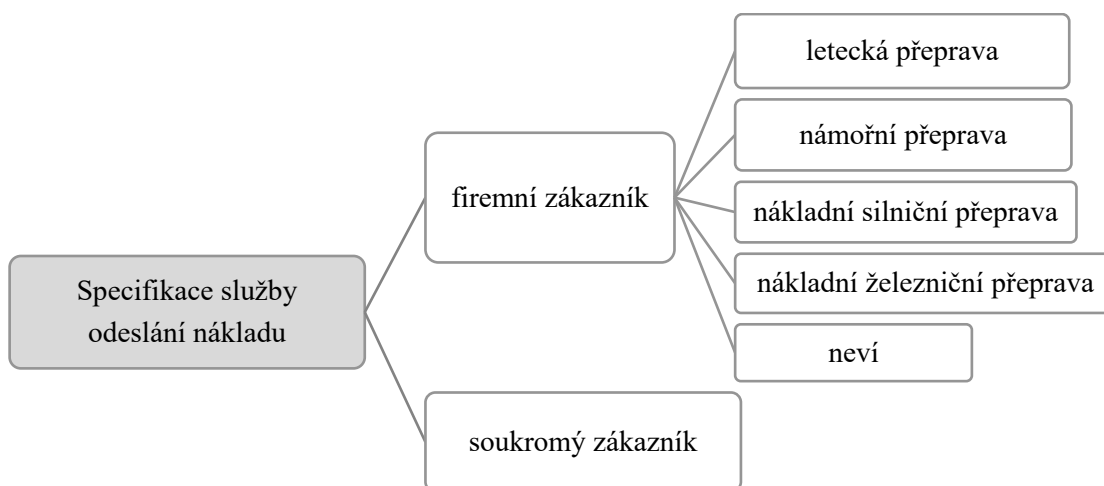 Specifikace služby
odeslání nákladu
firemní zákazník
letecká přeprava
námořní přeprava
nákladní silniční přeprava
nákladní železniční přeprava
neví
soukromý zákazník